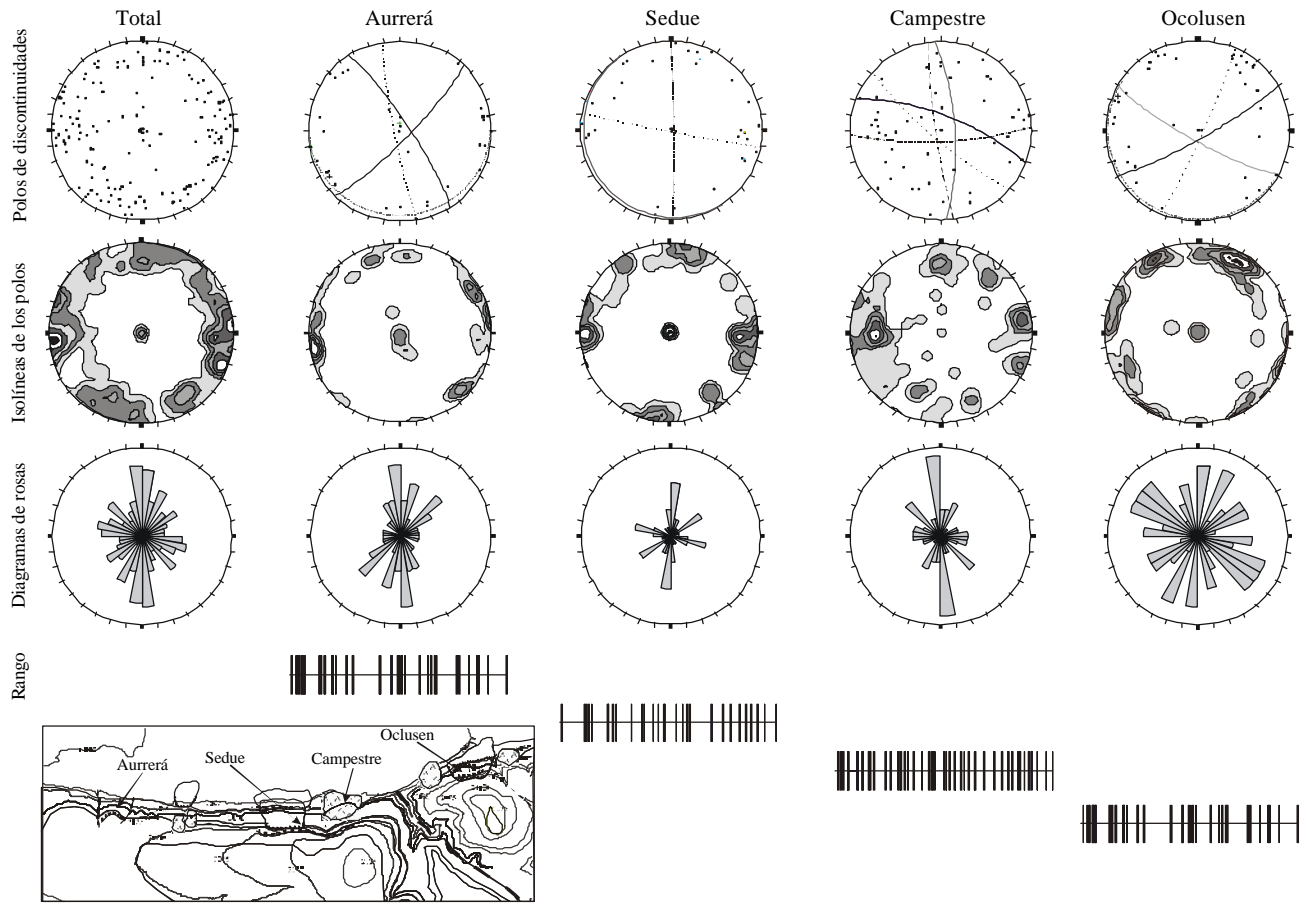 Total
Aurrerá
Sedue
Campestre
Ocolusen
Polos de discontinuidades
Isolíneas de los polos
Diagramas de rosas
Rango
Aurrerá
Sedue
Campestre
Oclusen